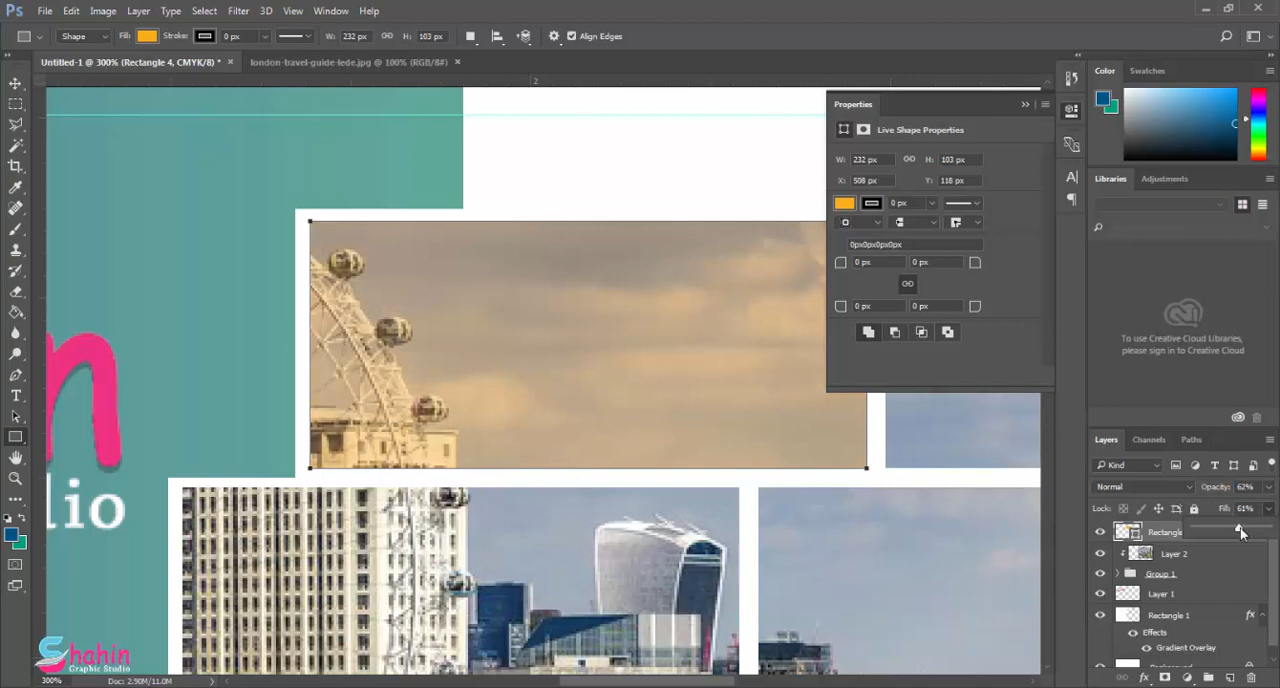 Ps File Edit Image Layer Type Select Filter 3D View Window Help
Shape Fill: Stroke: 0 px W: 232 px H: 103 px Align Edges
Untitled-1 @ 300% (Rectangle 4, CMYK/8) * × london-travel-guide-lede.jpg @ 100% (RGB/8#) ×
2
Properties
Live Shape Properties
W: 232 px H: 103 px
X: 508 px Y: 118 px
0 px
0px0px0px0px
0 px 0 px
0 px 0 px
Color Swatches
Libraries Adjustments
To use Creative Cloud Libraries,
please sign in to Creative Cloud
Layers Channels Paths
Kind
Normal Opacity: 62%
Lock: Fill: 61%
Rectangle
Layer 2
Group 1
Layer 1
Rectangle 1 fx
Effects
Gradient Overlay
Background
n
lio
Shahin
Graphic Studio
300% Doc: 2.90M/11.0M